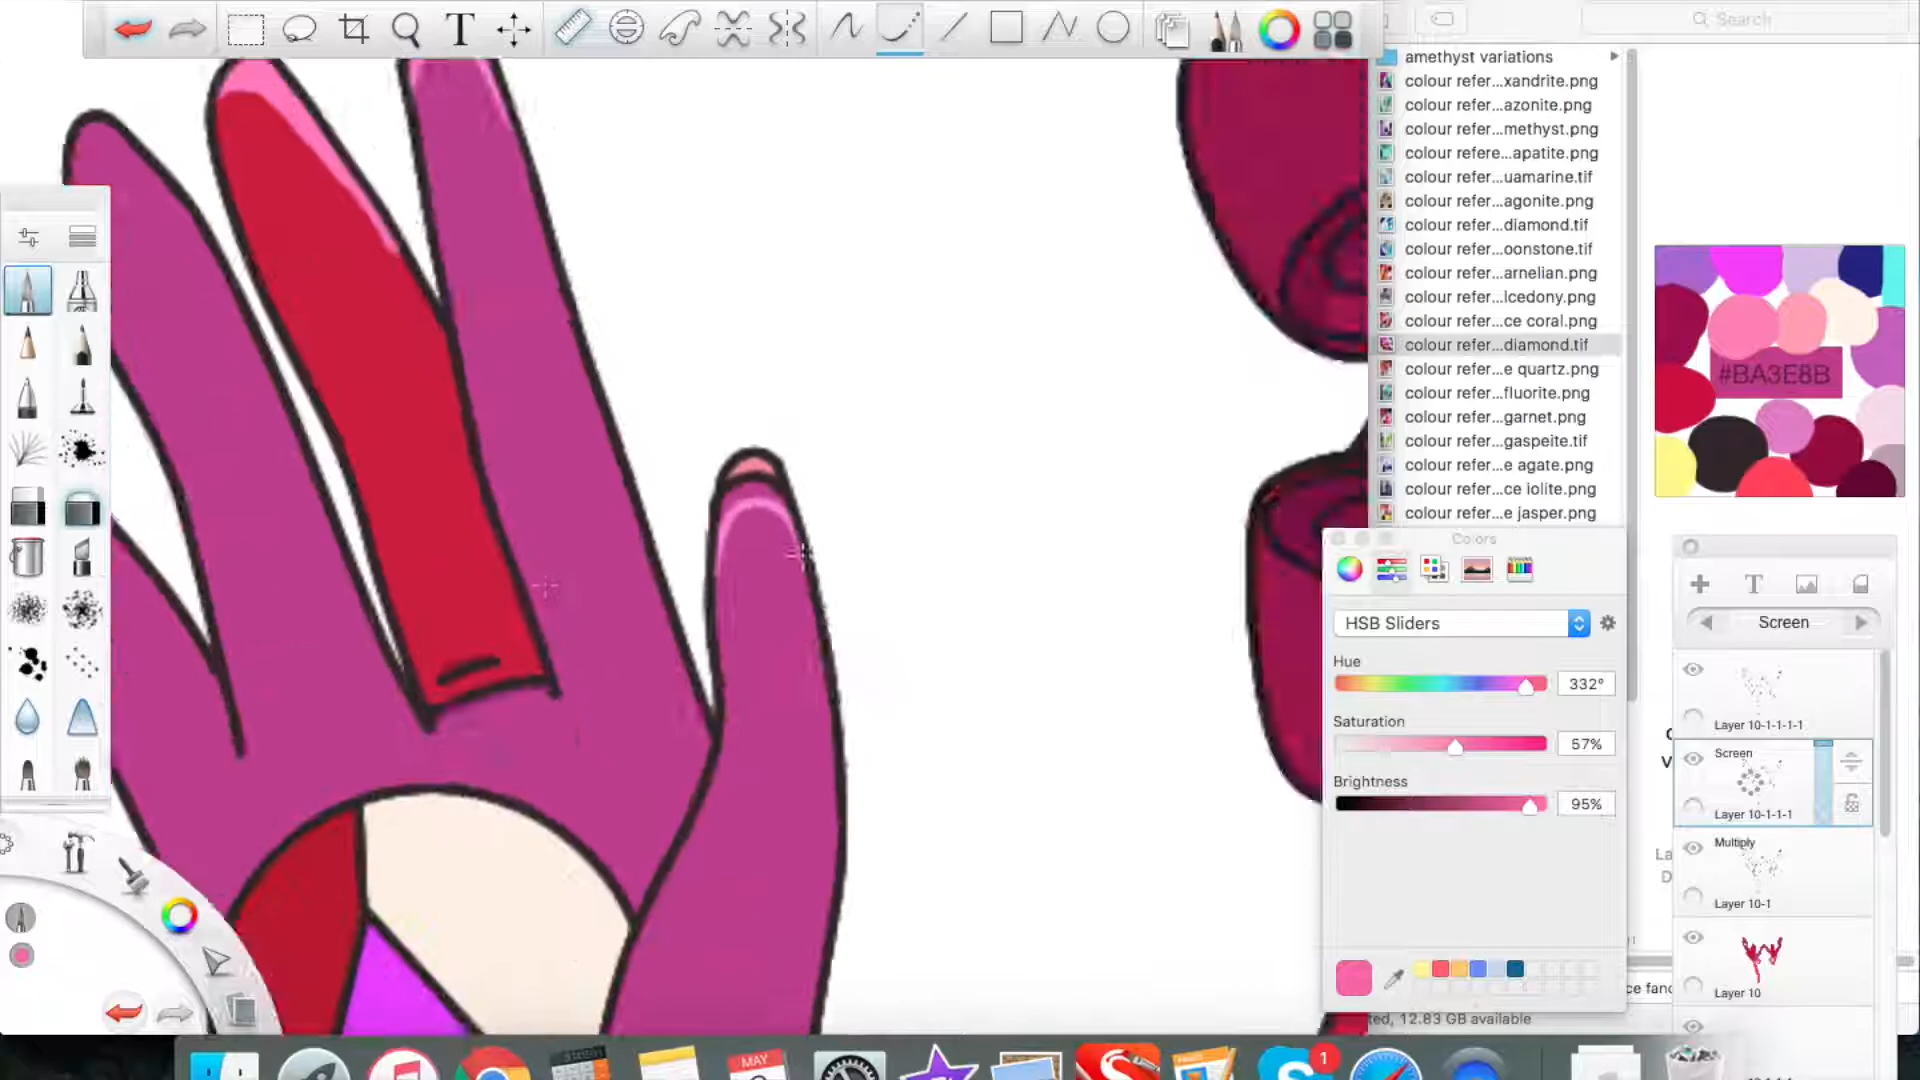 T
Search
amethyst variations
colour refer...xandrite.png
colour refer...azonite.png
colour refer...methyst.png
colour refere...apatite.png
colour refer...uamarine.tif
colour refer...agonite.png
colour refer...diamond.tif
colour refer...oonstone.tif
colour refer...arnelian.png
colour refer...lcedony.png
colour refer...ce coral.png
colour refer...diamond.tif
colour refer...e quartz.png
colour refer...fluorite.png
colour refer...garnet.png
colour refer...gaspeite.tif
colour refer...e agate.png
colour refer...ce iolite.png
colour refer...e jasper.png
#BA3E8B
Colors
HSB Sliders
Hue
332°
Saturation
57%
Brightness
95%
T
Screen
Layer 10-1-1-1-1
Screen
Layer 10-1-1-1
Multiply
Layer 10-1
Layer 10
La
D
V
ce fanc
ted, 12.83 GB available
MAY
1